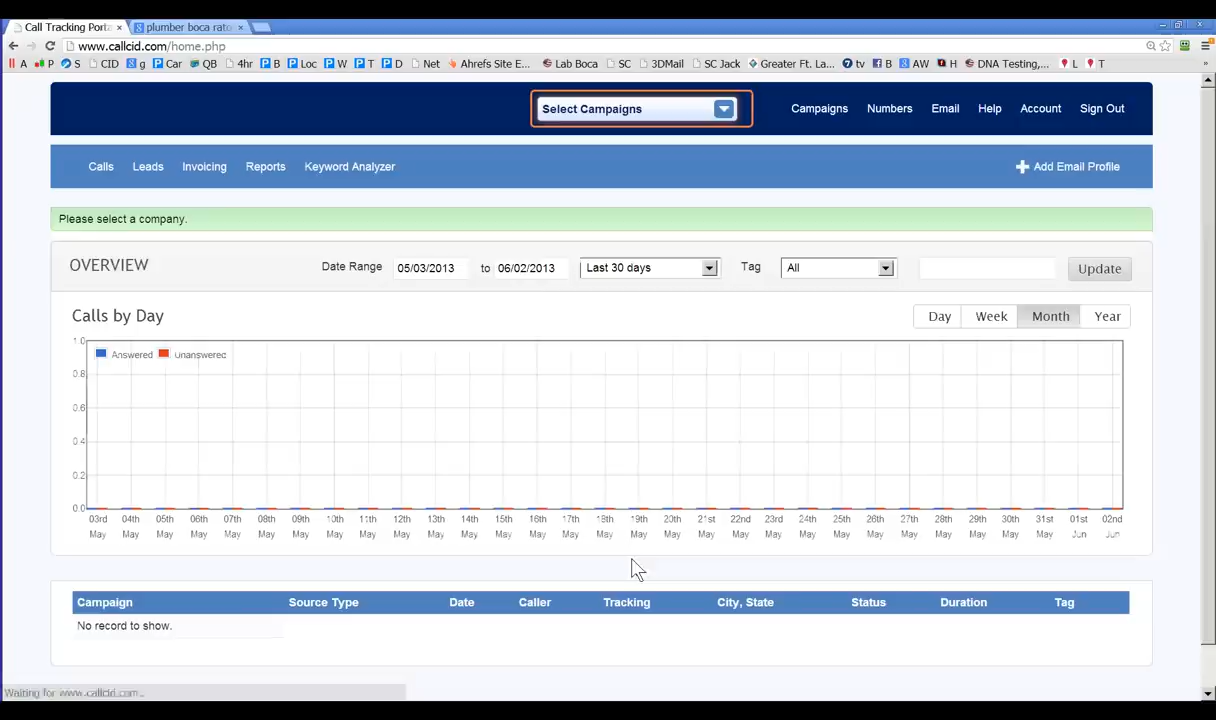 Call Tracking Porta × plumber boca rato ×
www.callcid.com/home.php
A P S CID g Car QB 4hr B Loc W T D Net Ahrefs Site E... Lab Boca SC 3DMail SC Jack Greater Ft. La... tv B AW H DNA Testing,... L T »
Select Campaigns Campaigns Numbers Email Help Account Sign Out
Calls Leads Invoicing Reports Keyword Analyzer Add Email Profile
Please select a company.
OVERVIEW Date Range 05/03/2013 to 06/02/2013 Last 30 days Tag All Update
Calls by Day Day Week Month Year
Answered Unanswered
1.0
0.8
0.6
0.4
0.2
0.0
03rd 04th 05th 06th 07th 08th 09th 10th 11th 12th 13th 14th 15th 16th 17th 18th 19th 20th 21st 22nd 23rd 24th 25th 26th 27th 28th 29th 30th 31st 01st 02nd
May May May May May May May May May May May May May May May May May May May May May May May May May May May May May Jun Jun
Campaign Source Type Date Caller Tracking City, State Status Duration Tag
No record to show.
Waiting for www.callcid.com...